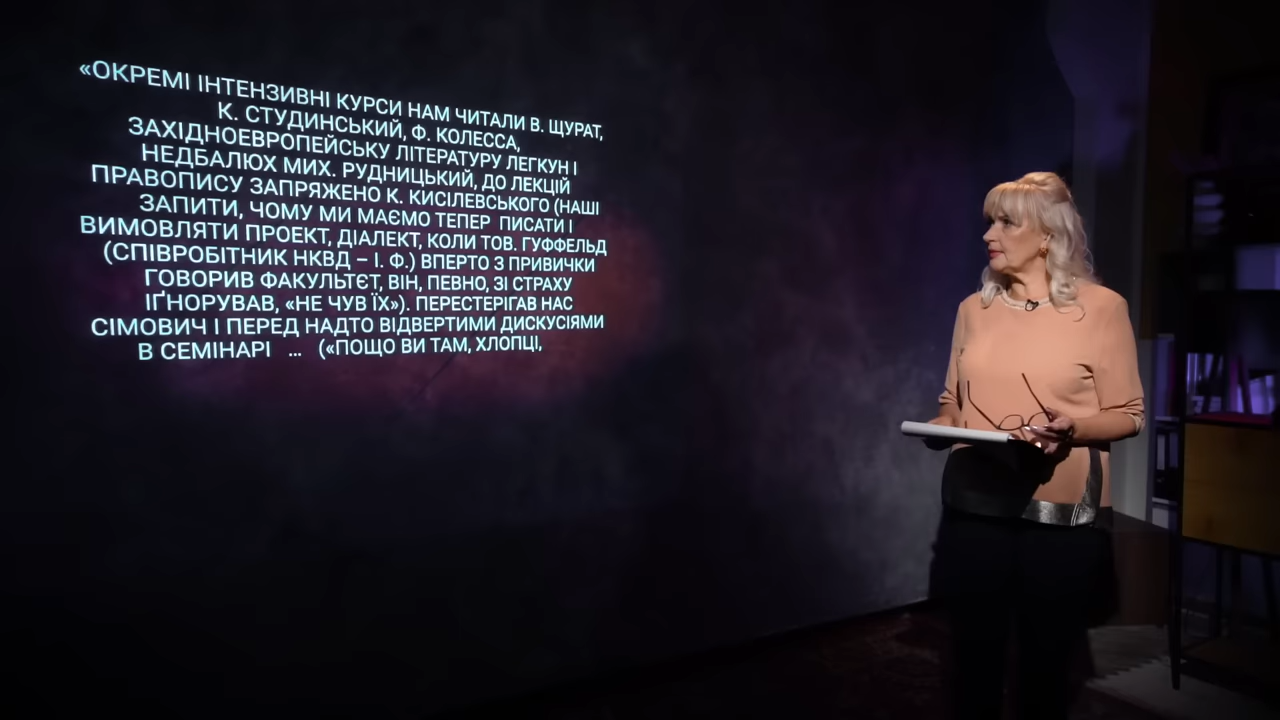 «ОКРЕМІ ІНТЕНЗИВНІ КУРСИ НАМ ЧИТАЛИ В. ЩУРАТ,
К. СТУДИНСЬКИЙ, Ф. КОЛЕССА,
ЗАХІДНОЕВРОПЕЙСЬКУ ЛІТЕРАТУРУ ЛЕГКУН І
НЕДБАЛЮХ МИХ. РУДНИЦЬКИЙ, ДО ЛЕКЦІЙ
ПРАВОПИСУ ЗАПРЯЖЕНО К. КИСІЛЕВСЬКОГО (НАШІ
ЗАПИТИ, ЧОМУ МИ МАЄМО ТЕПЕР ПИСАТИ І
ВИМОВЛЯТИ ПРОЕКТ, ДІАЛЕКТ, КОЛИ ТОВ. ГУФФЕЛЬД
(СПІВРОБІТНИК НКВД – І. Ф.) ВПЕРТО З ПРИВИЧКИ
ГОВОРИВ ФАКУЛЬТЄТ, ВІН, ПЕВНО, ЗІ СТРАХУ
ІҐНОРУВАВ, «НЕ ЧУВ ЇХ»). ПЕРЕСТЕРІГАВ НАС
СІМОВИЧ І ПЕРЕД НАДТО ВІДВЕРТИМИ ДИСКУСІЯМИ
В СЕМІНАРІ ... («ПОЩО ВИ ТАМ, ХЛОПЦІ,